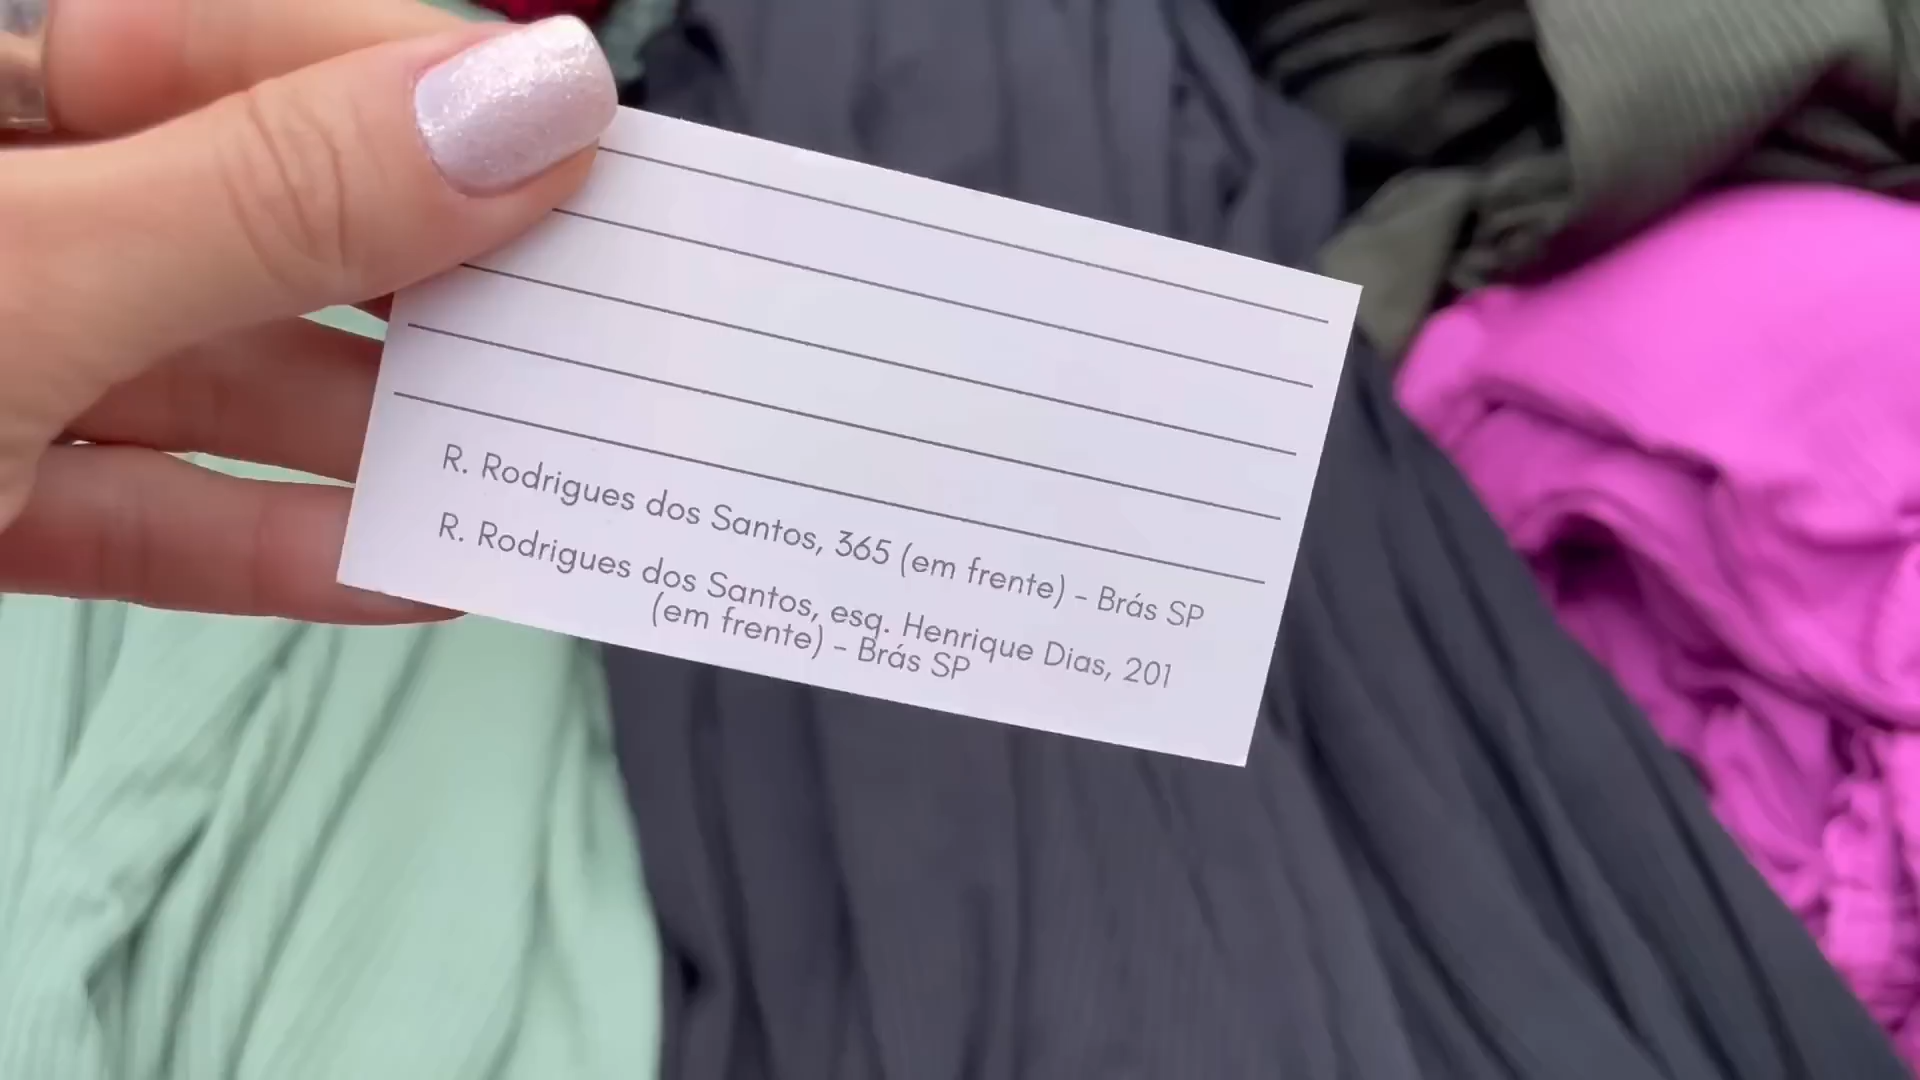 R. Rodrigues dos Santos, 365 (em frente) - Brás SP
R. Rodrigues dos Santos, esq. Henrique Dias, 201
(em frente) - Brás SP